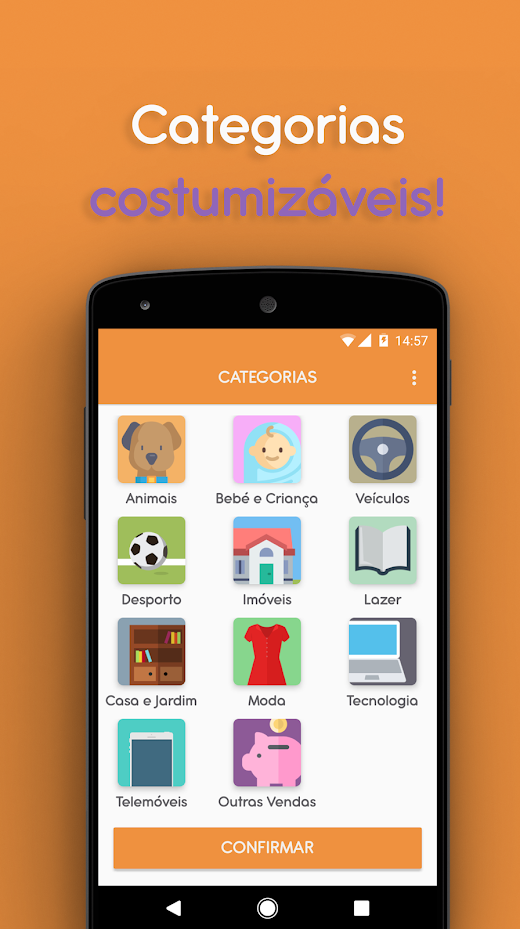 Categorias
costumizáveis!
14:57
CATEGORIAS
Animais
Bebé e Criança
Veículos
Desporto
Imóveis
Lazer
Casa e Jardim
Moda
Tecnologia
Telemóveis
Outras Vendas
CONFIRMAR